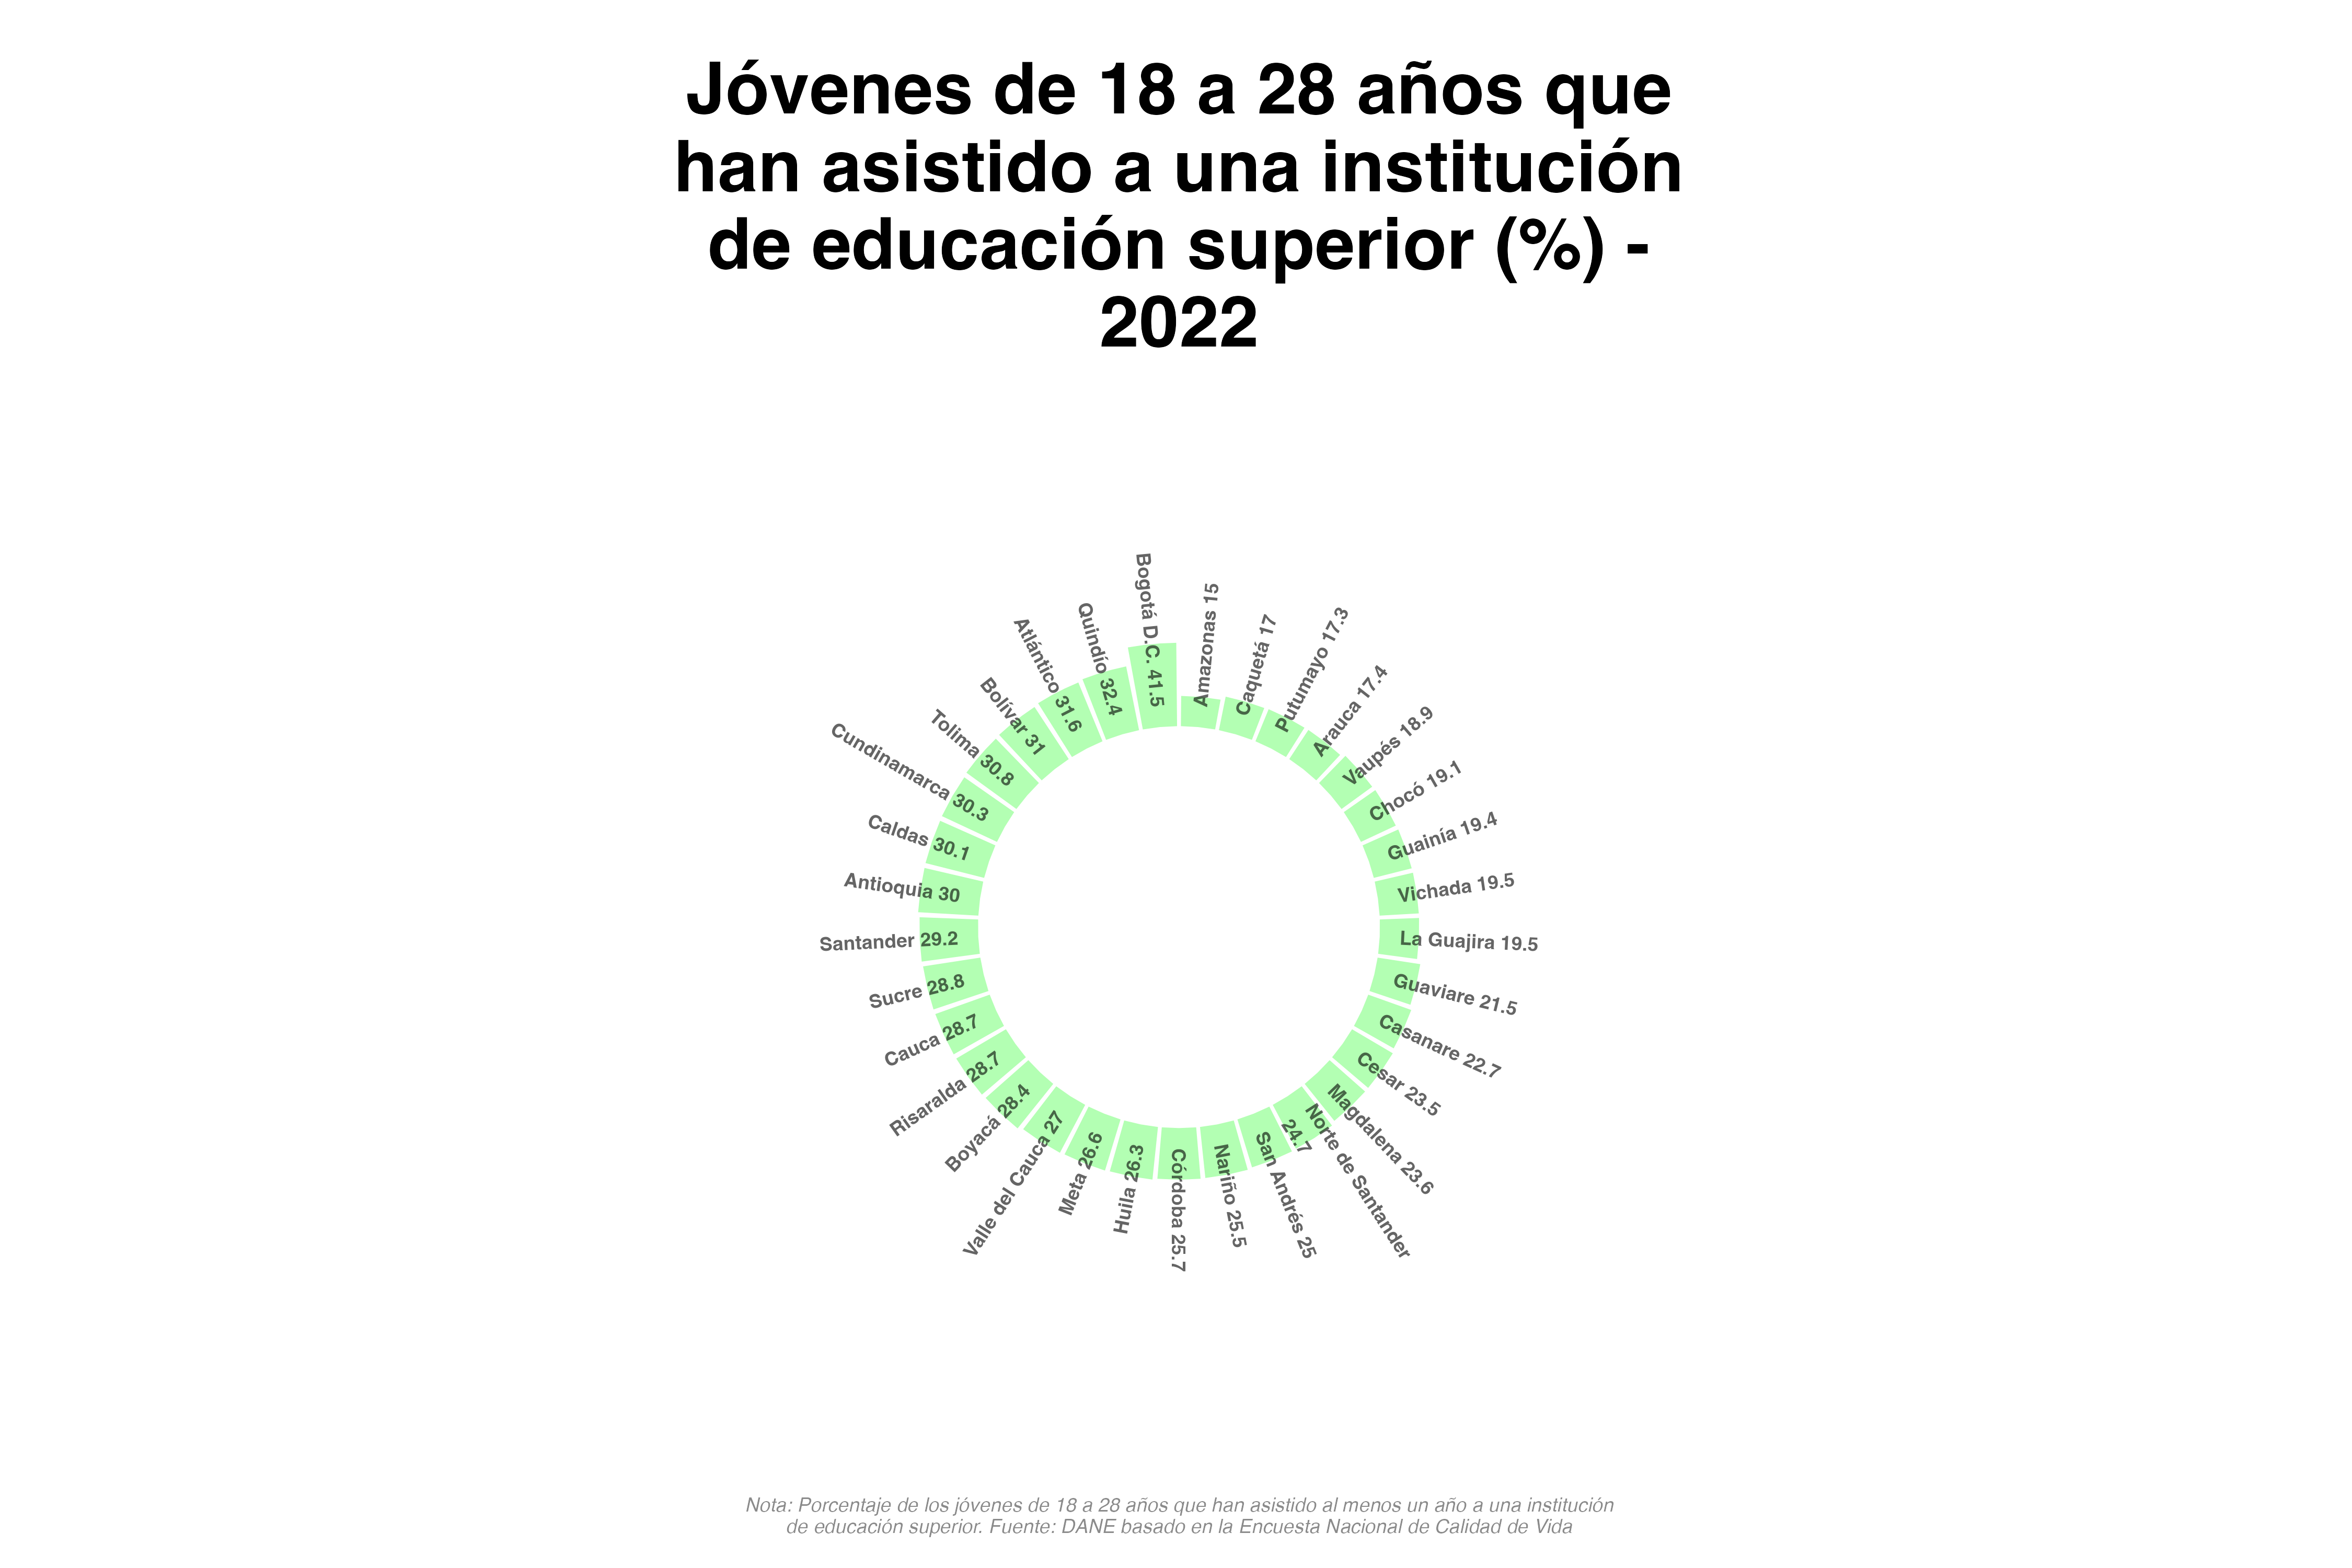 Jóvenes de 18 a 28 años que
han asistido a una institución
de educación superior (%) -
2022
Amazonas 15
Caquetá 17
Putumayo 17.3
Arauca 17.4
Vaupés 18.9
Chocó 19.1
Guainía 19.4
Vichada 19.5
La Guajira 19.5
Guaviare 21.5
Casanare 22.7
Cesar 23.5
Magdalena 23.6
Norte de Santander
24.7
San Andrés 25
Nariño 25.5
Córdoba 25.7
Huila 26.3
Meta 26.6
Valle del Cauca 27
Boyacá 28.4
Risaralda 28.7
Cauca 28.7
Sucre 28.8
Santander 29.2
Antioquia 30
Caldas 30.1
Cundinamarca 30.3
Tolima 30.8
Bolívar 31
Atlántico 31.6
Quindío 32.4
Bogotá D.C. 41.5
Nota: Porcentaje de los jóvenes de 18 a 28 años que han asistido al menos un año a una institución
de educación superior. Fuente: DANE basado en la Encuesta Nacional de Calidad de Vida